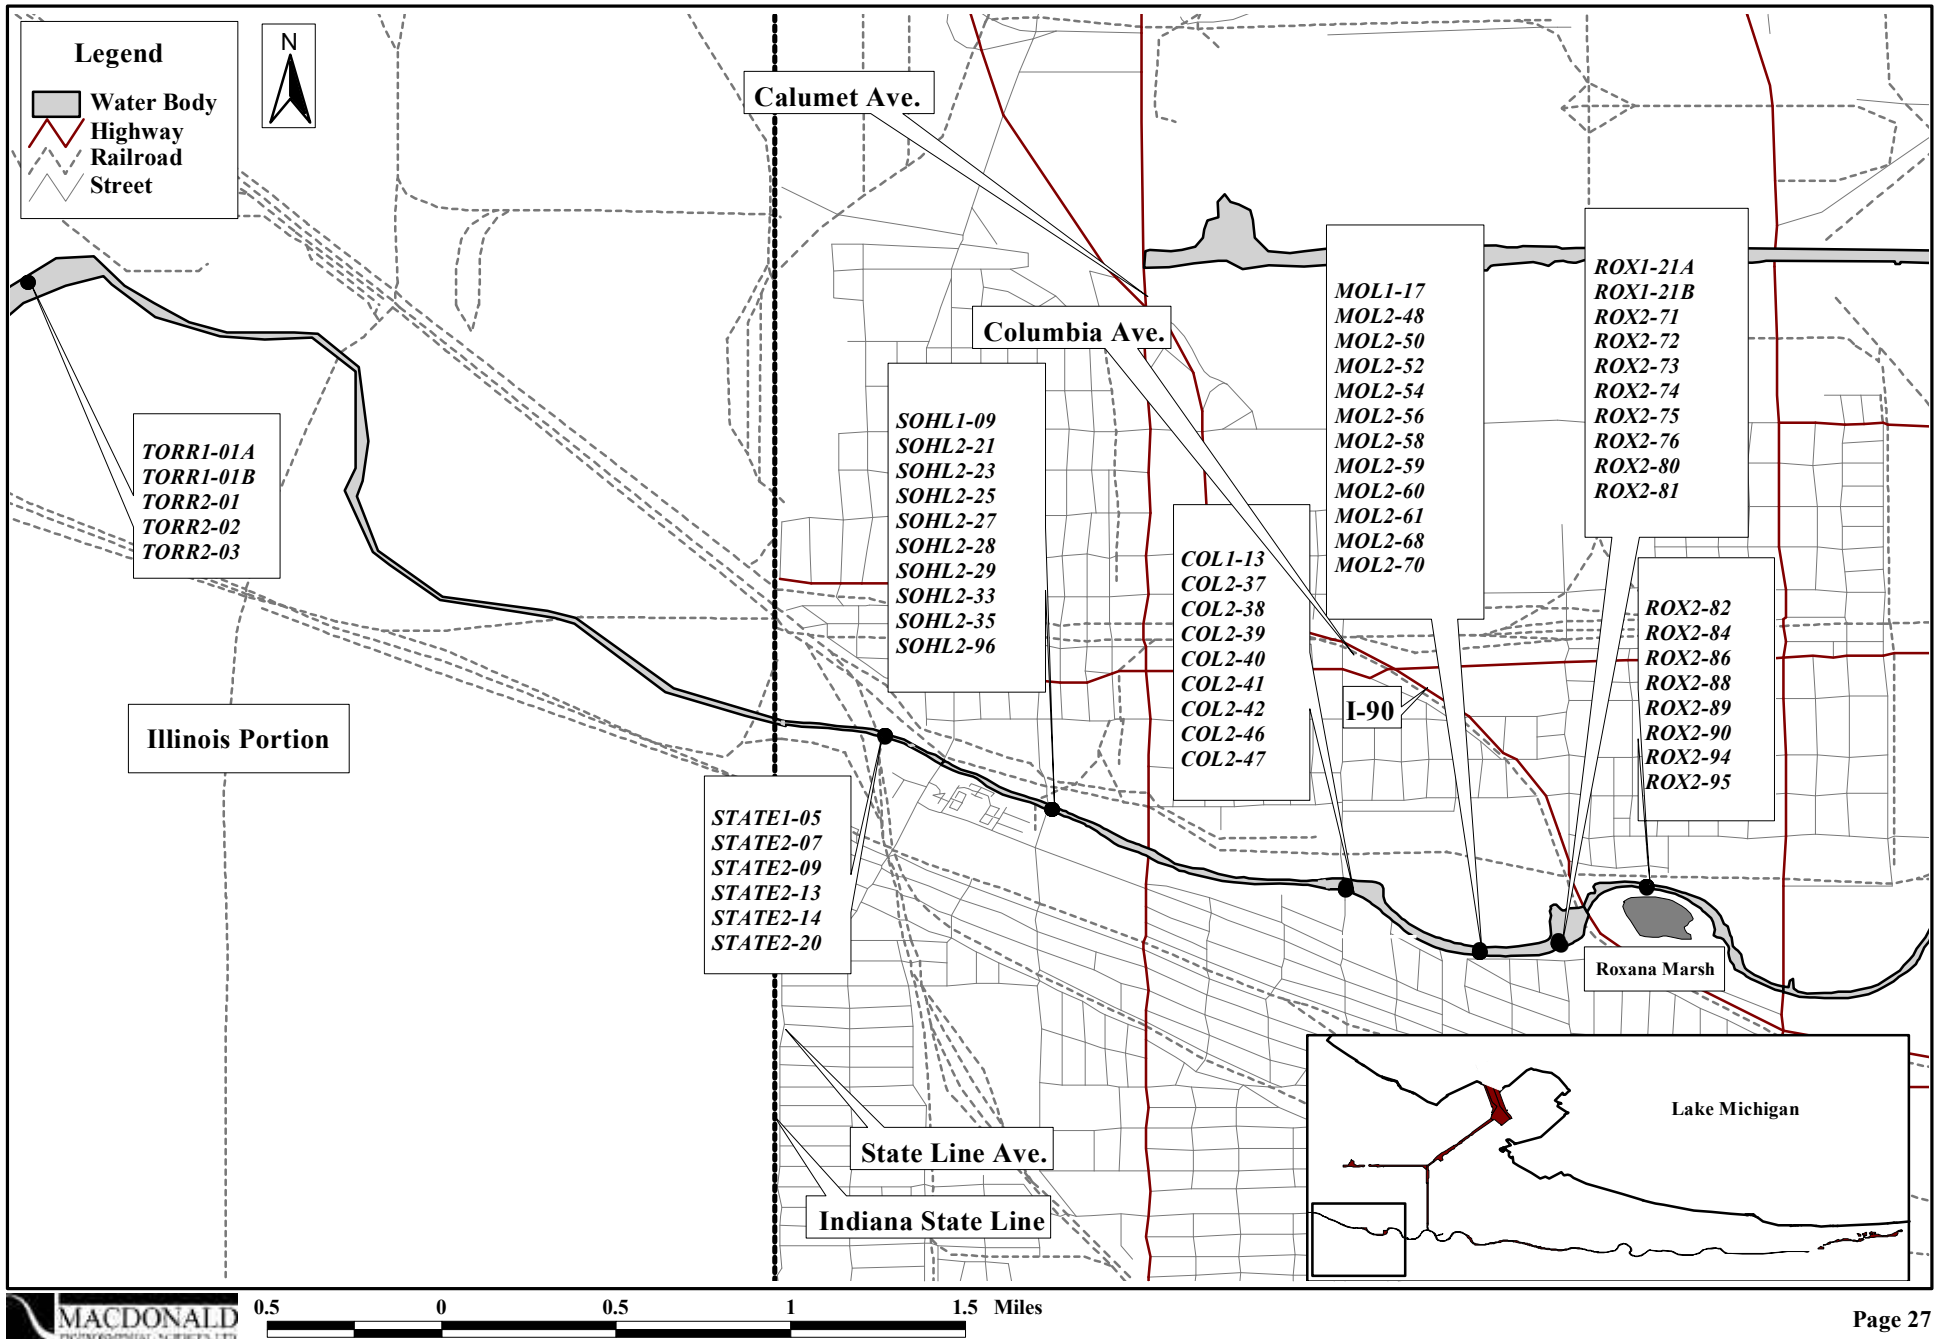 Legend
Water Body
Highway
Railroad
Street
N
Calumet Ave.
Columbia Ave.
TORR1-01A
TORR1-01B
TORR2-01
TORR2-02
TORR2-03
SOHL1-09
SOHL2-21
SOHL2-23
SOHL2-25
SOHL2-27
SOHL2-28
SOHL2-29
SOHL2-33
SOHL2-35
SOHL2-96
COL1-13
COL2-37
COL2-38
COL2-39
COL2-40
COL2-41
COL2-42
COL2-46
COL2-47
MOL1-17
MOL2-48
MOL2-50
MOL2-52
MOL2-54
MOL2-56
MOL2-58
MOL2-59
MOL2-60
MOL2-61
MOL2-68
MOL2-70
ROX1-21A
ROX1-21B
ROX2-71
ROX2-72
ROX2-73
ROX2-74
ROX2-75
ROX2-76
ROX2-80
ROX2-81
ROX2-82
ROX2-84
ROX2-86
ROX2-88
ROX2-89
ROX2-90
ROX2-94
ROX2-95
I-90
Illinois Portion
STATE1-05
STATE2-07
STATE2-09
STATE2-13
STATE2-14
STATE2-20
Roxana Marsh
Lake Michigan
State Line Ave.
Indiana State Line
MACDONALD
0.5 0 0.5 1 1.5 Miles
Page 27